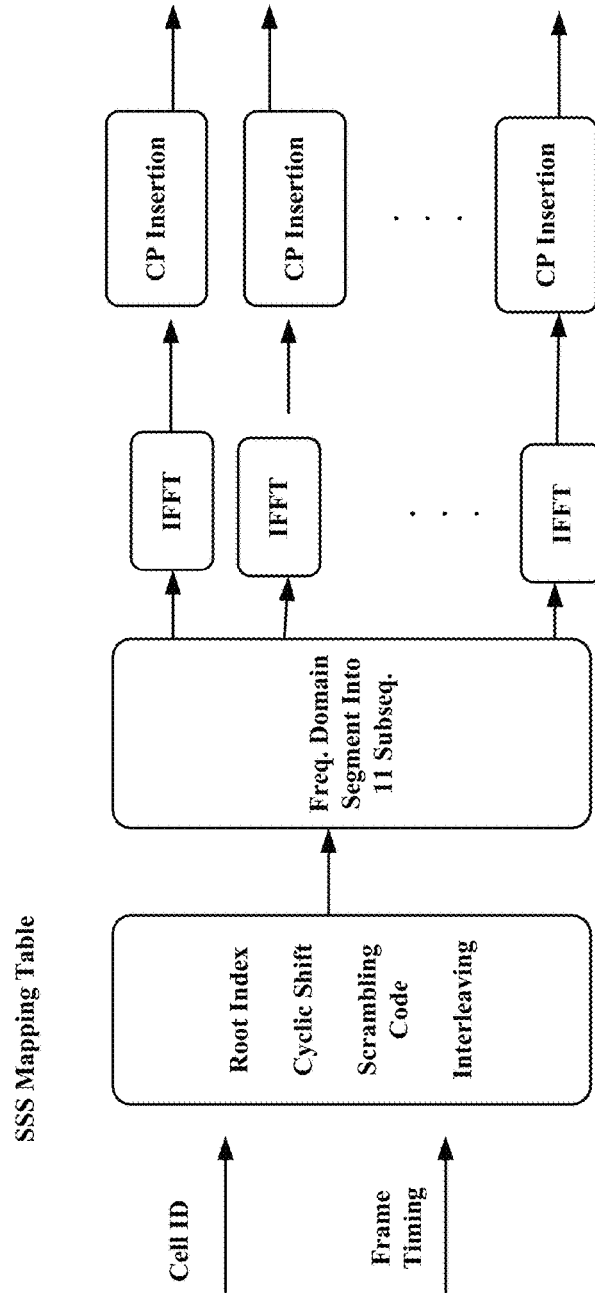 SSS Mapping Table
Cell ID
Frame
Timing
Root Index
Cyclic Shift
Scrambling
Code
Interleaving
Freq. Domain
Segment Into
11 Subseq.
IFFT
CP Insertion
IFFT
CP Insertion
. . .
. . .
IFFT
CP Insertion